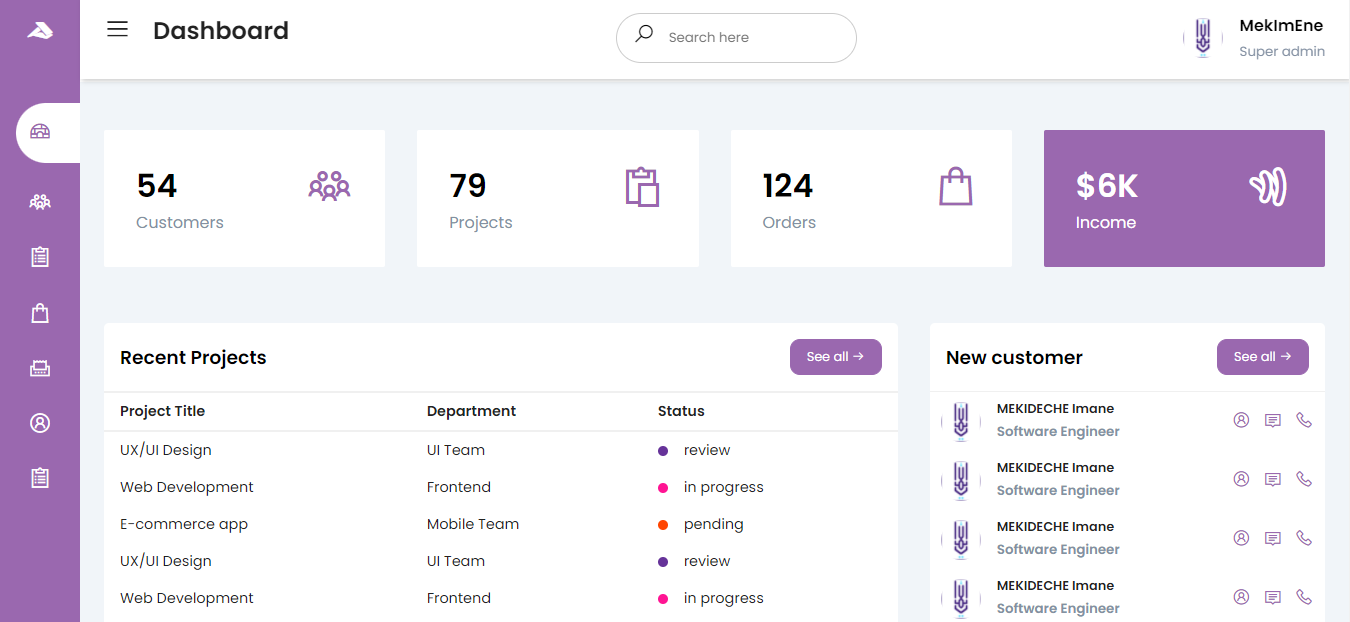 Dashboard
Search here
MekImEne
Super admin
54
Customers
79
Projects
124
Orders
$6K
Income
Recent Projects
See all →
Project Title Department Status
UX/UI Design UI Team review
Web Development Frontend in progress
E-commerce app Mobile Team pending
UX/UI Design UI Team review
Web Development Frontend in progress
New customer
See all →
MEKIDECHE Imane
Software Engineer
MEKIDECHE Imane
Software Engineer
MEKIDECHE Imane
Software Engineer
MEKIDECHE Imane
Software Engineer